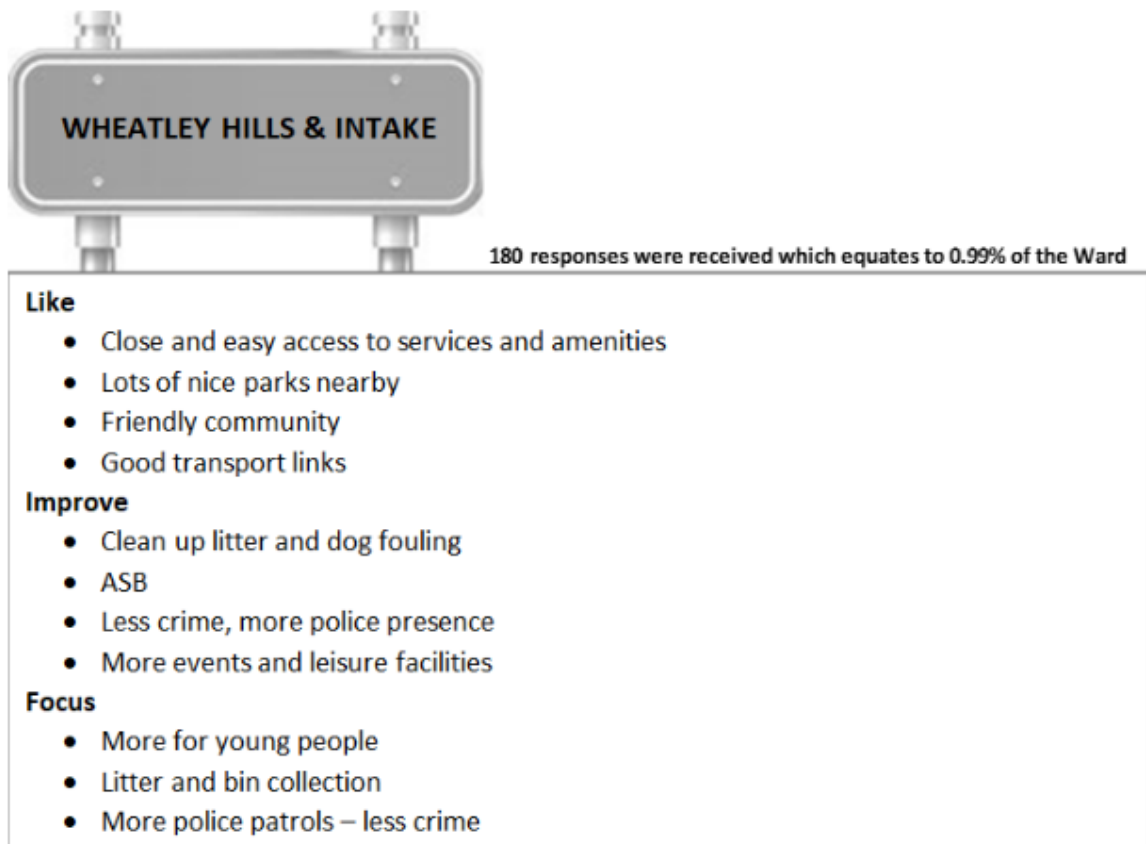 WHEATLEY HILLS & INTAKE
180 responses were received which equates to 0.99% of the Ward
Like
• Close and easy access to services and amenities
• Lots of nice parks nearby
• Friendly community
• Good transport links
Improve
• Clean up litter and dog fouling
• ASB
• Less crime, more police presence
• More events and leisure facilities
Focus
• More for young people
• Litter and bin collection
• More police patrols – less crime